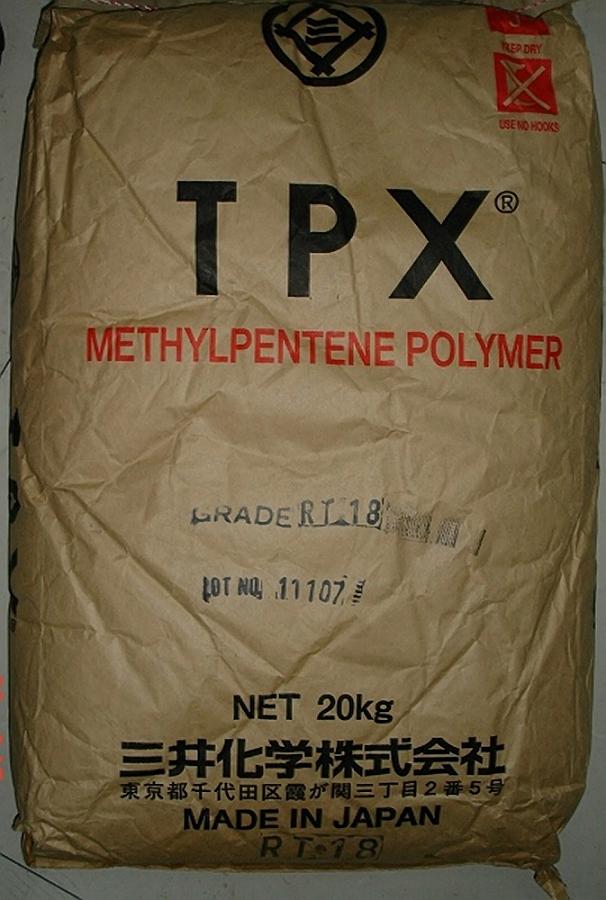 三井
KEEP DRY
USE NO HOOKS
TPX®
METHYLPENTENE POLYMER
GRADE RT-18
LOT NO. 11107
NET 20kg
三井化学株式会社
東京都千代田区霞が関三丁目2番5号
MADE IN JAPAN
RT-18